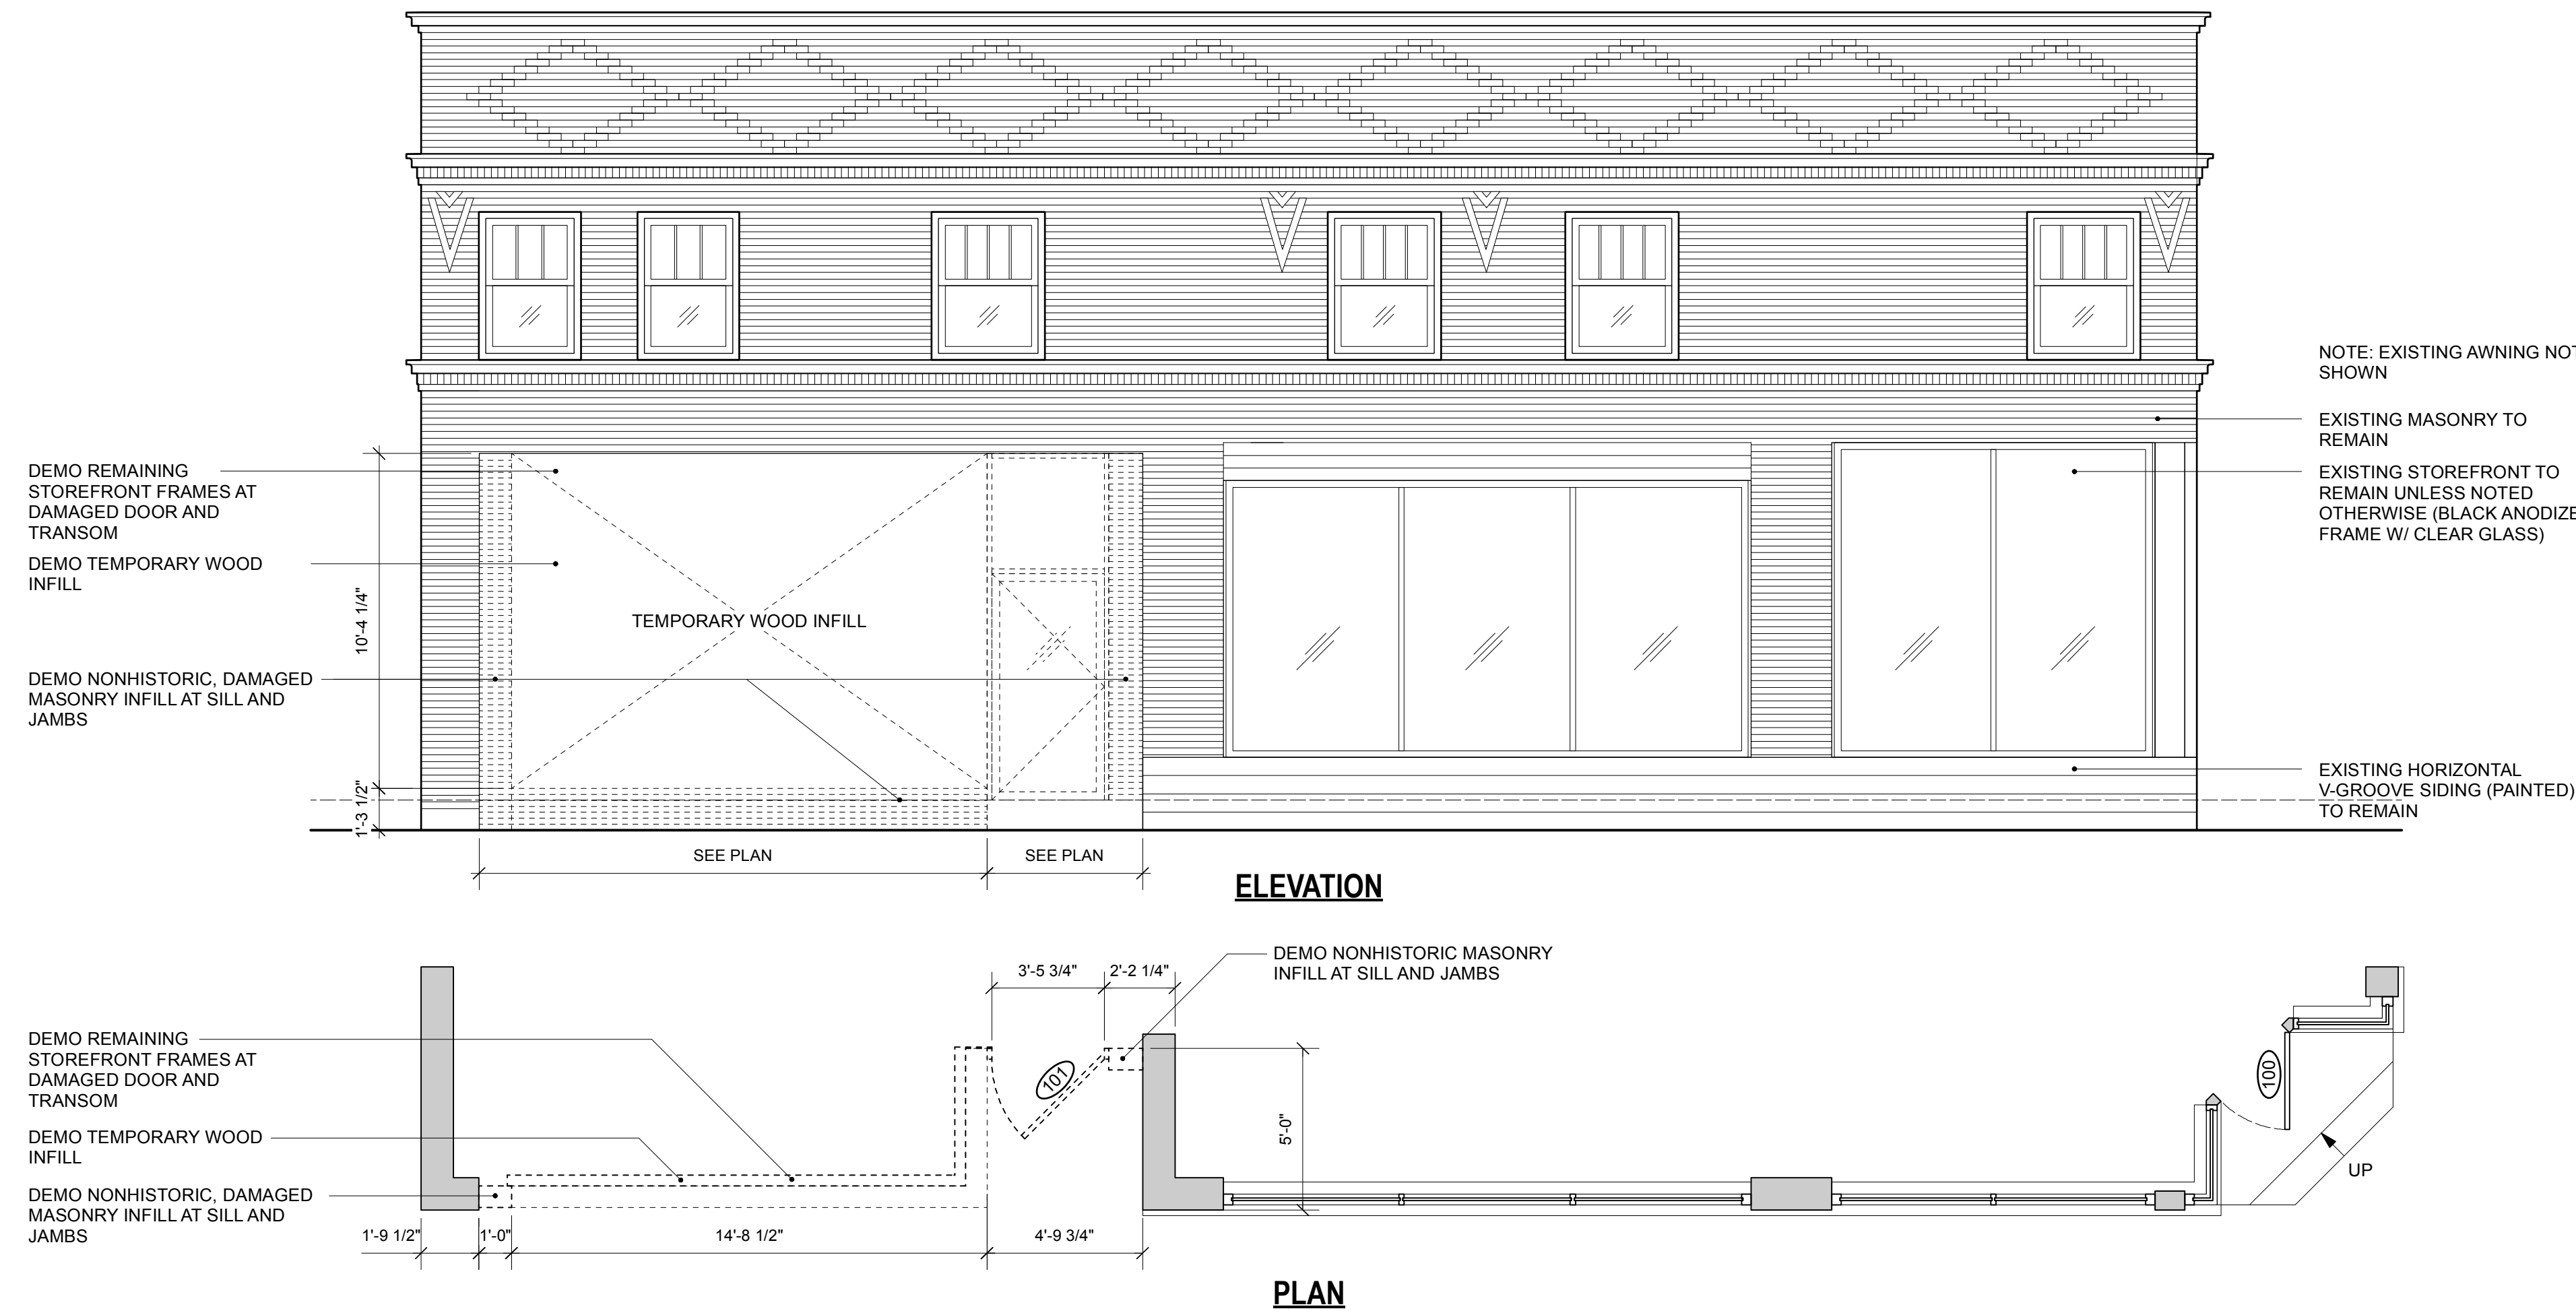 NOTE: EXISTING AWNING NOT
SHOWN
EXISTING MASONRY TO
REMAIN
EXISTING STOREFRONT TO
REMAIN UNLESS NOTED
OTHERWISE (BLACK ANODIZE
FRAME W/ CLEAR GLASS)
EXISTING HORIZONTAL
V-GROOVE SIDING (PAINTED)
TO REMAIN
DEMO REMAINING
STOREFRONT FRAMES AT
DAMAGED DOOR AND
TRANSOM
DEMO TEMPORARY WOOD
INFILL
DEMO NONHISTORIC, DAMAGED
MASONRY INFILL AT SILL AND
JAMBS
10'-4 1/4"
1'-3 1/2"
TEMPORARY WOOD INFILL
SEE PLAN
SEE PLAN
ELEVATION
DEMO NONHISTORIC MASONRY
INFILL AT SILL AND JAMBS
3'-5 3/4"
2'-2 1/4"
DEMO REMAINING
STOREFRONT FRAMES AT
DAMAGED DOOR AND
TRANSOM
DEMO TEMPORARY WOOD
INFILL
DEMO NONHISTORIC, DAMAGED
MASONRY INFILL AT SILL AND
JAMBS
101
5'-0"
100
UP
1'-9 1/2"
1'-0"
14'-8 1/2"
4'-9 3/4"
PLAN